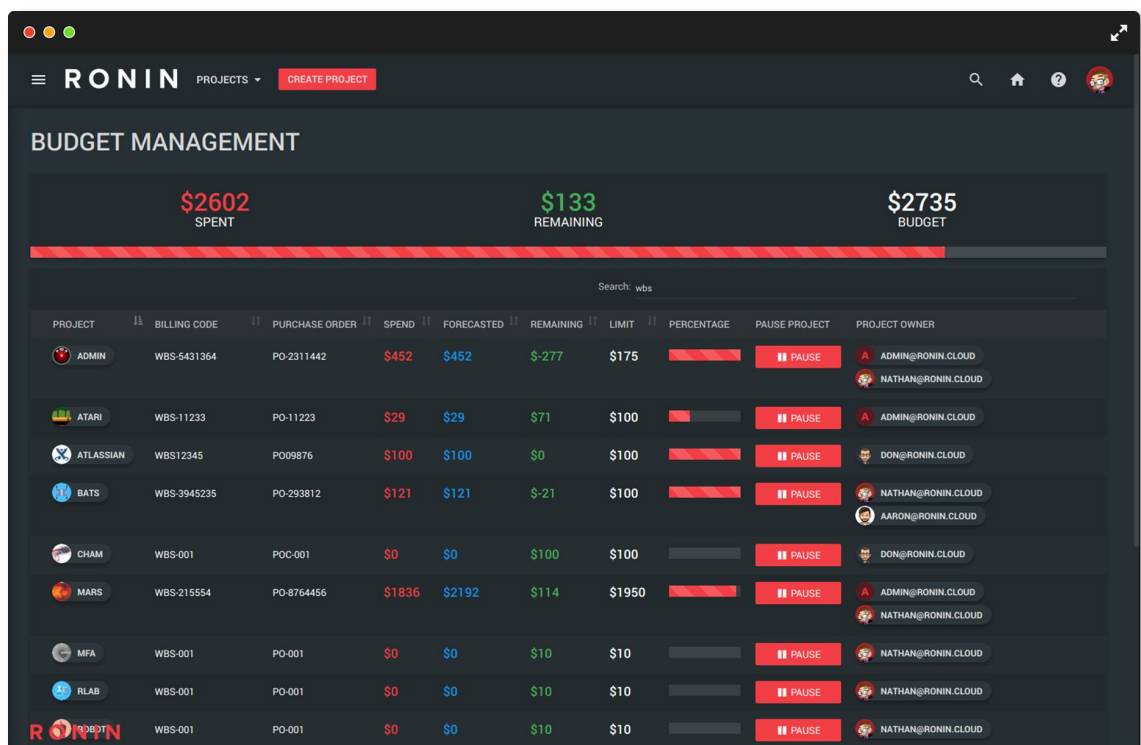 RONIN PROJECTS CREATE PROJECT
BUDGET MANAGEMENT
$2602 $133 $2735
SPENT REMAINING BUDGET
Search: wbs
PROJECT BILLING CODE PURCHASE ORDER SPEND FORECASTED REMAINING LIMIT PERCENTAGE PAUSE PROJECT PROJECT OWNER
ADMIN WBS-5431364 PO-2311442 $452 $452 $-277 $175 PAUSE A ADMIN@RONIN.CLOUD
NATHAN@RONIN.CLOUD
ATARI WBS-11233 PO-11223 $29 $29 $71 $100 PAUSE A ADMIN@RONIN.CLOUD
ATLASSIAN WBS12345 PO09876 $100 $100 $0 $100 PAUSE DON@RONIN.CLOUD
BATS WBS-3945235 PO-293812 $121 $121 $-21 $100 PAUSE NATHAN@RONIN.CLOUD
AARON@RONIN.CLOUD
CHAM WBS-001 POC-001 $0 $0 $100 $100 PAUSE DON@RONIN.CLOUD
MARS WBS-215554 PO-8764456 $1836 $2192 $114 $1950 PAUSE A ADMIN@RONIN.CLOUD
NATHAN@RONIN.CLOUD
MFA WBS-001 PO-001 $0 $0 $10 $10 PAUSE NATHAN@RONIN.CLOUD
RLAB WBS-001 PO-001 $0 $0 $10 $10 PAUSE NATHAN@RONIN.CLOUD
ROBOT WBS-001 PO-001 $0 $0 $10 $10 PAUSE NATHAN@RONIN.CLOUD
RONIN